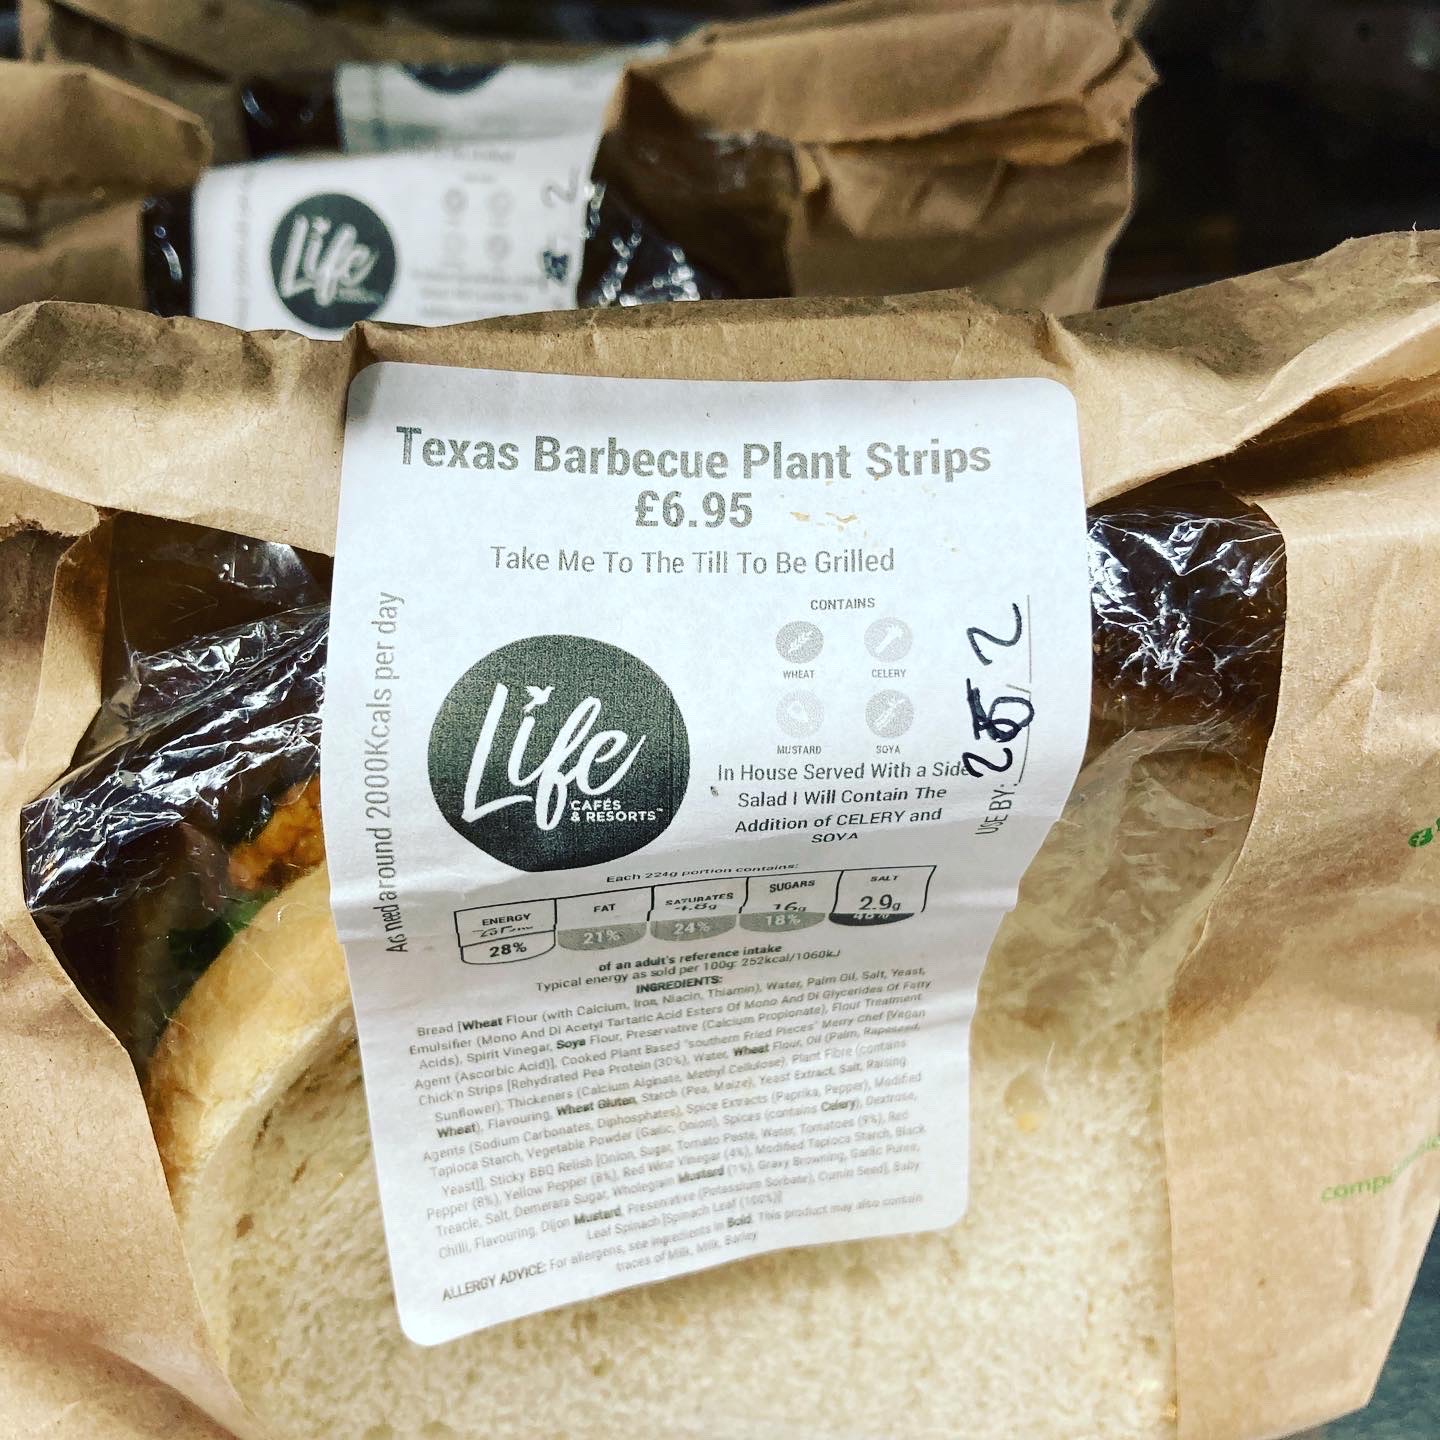 Life
Texas Barbecue Plant Strips
£6.95
Take Me To The Till To Be Grilled
As need around 2000Kcals per day
Life
CAFÉS
& RESORTS™
CONTAINS
WHEAT CELERY
MUSTARD SOYA
In House Served With a Side
Salad I Will Contain The
Addition of CELERY and
SOYA
USE BY:
Each 224g portion contains:
ENERGY FAT SATURATES SUGARS SALT
16g 2.9g
28% 21% 24% 18% 48%
of an adult's reference intake
Typical energy as sold per 100g: 252kcal/1060kJ
INGREDIENTS:
Bread [Wheat Flour (with Calcium, Iron, Niacin, Thiamin), Water, Palm Oil, Salt, Yeast,
Emulsifier (Mono And Di Acetyl Tartaric Acid Esters Of Mono And Di Glycerides Of Fatty
Acids), Spirit Vinegar, Soya Flour, Preservative (Calcium Propionate), Flour Treatment
Agent (Ascorbic Acid)], Cooked Plant Based "southern Fried Pieces" Merry Chef [Vegan
Chick'n Strips [Rehydrated Pea Protein (30%), Water, Wheat Flour, Oil (Palm, Rapeseed,
Sunflower), Thickeners (Calcium Alginate, Methyl Cellulose), Plant Fibre (contains
Wheat), Flavouring, Wheat Gluten, Starch (Pea, Maize), Yeast Extract, Salt, Raising
Agents (Sodium Carbonates, Diphosphates), Spice Extracts (Paprika, Pepper), Modified
Tapioca Starch, Vegetable Powder (Garlic, Onion), Spices (contains Celery), Dextrose,
Yeast]], Sticky BBQ Relish [Onion, Sugar, Tomato Paste, Water, Tomatoes (9%), Red
Pepper (8%), Yellow Pepper (8%), Red Wine Vinegar (4%), Modified Tapioca Starch, Black
Treacle, Salt, Demerara Sugar, Wholegrain Mustard (1%), Gravy Browning, Garlic Puree,
Chilli, Flavouring, Dijon Mustard, Preservative (Potassium Sorbate), Cumin Seed], Baby
Leaf Spinach [Spinach Leaf (100%)]
ALLERGY ADVICE: For allergens, see ingredients in Bold. This product may also contain
traces of Milk, Milk, Barley